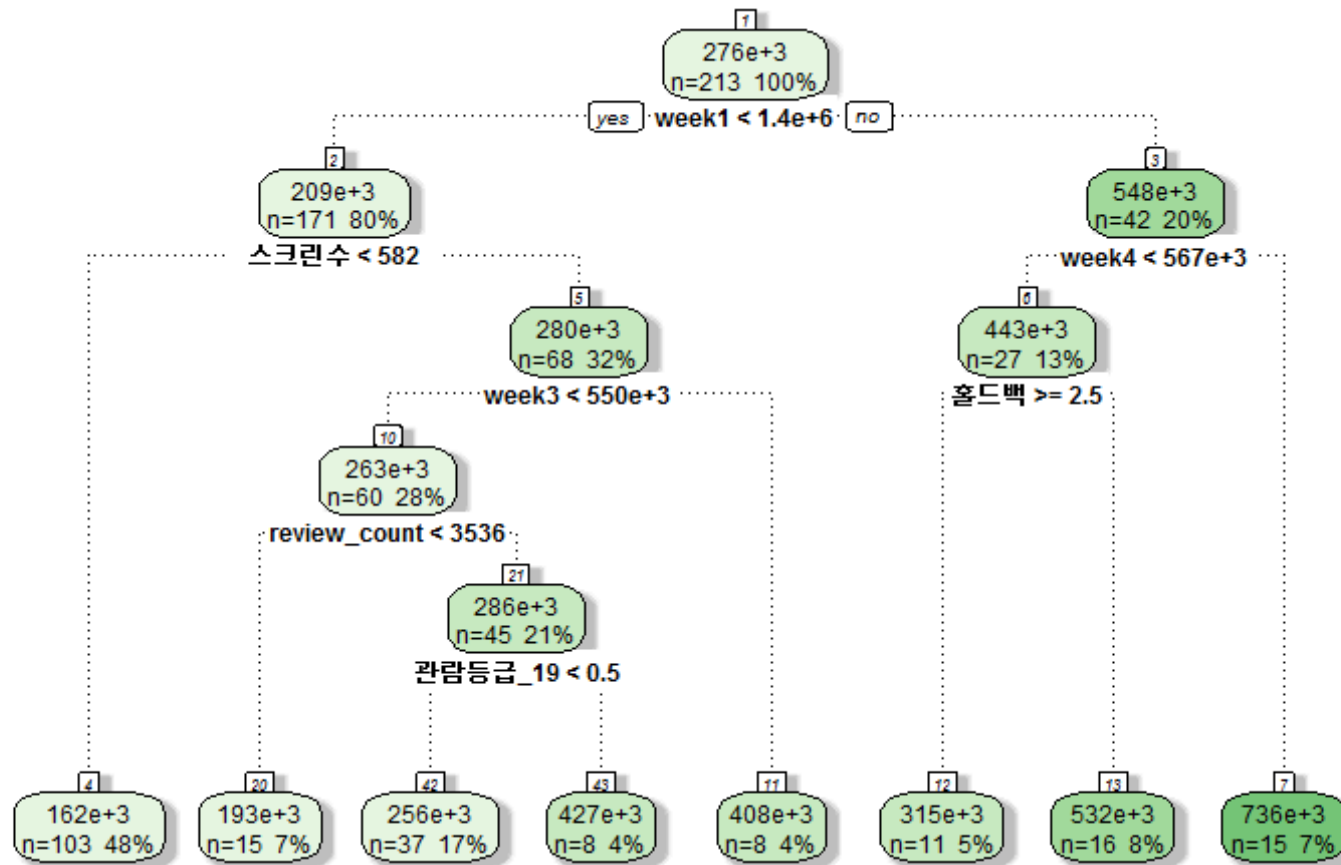 1
276e+3
n=213 100%
yes week1 < 1.4e+6 no
2
209e+3
n=171 80%
스크린수 < 582
3
548e+3
n=42 20%
week4 < 567e+3
5
280e+3
n=68 32%
week3 < 550e+3
6
443e+3
n=27 13%
홀드백 >= 2.5
10
263e+3
n=60 28%
review_count < 3536
21
286e+3
n=45 21%
관람등급_19 < 0.5
4
162e+3
n=103 48%
20
193e+3
n=15 7%
42
256e+3
n=37 17%
43
427e+3
n=8 4%
11
408e+3
n=8 4%
12
315e+3
n=11 5%
13
532e+3
n=16 8%
7
736e+3
n=15 7%